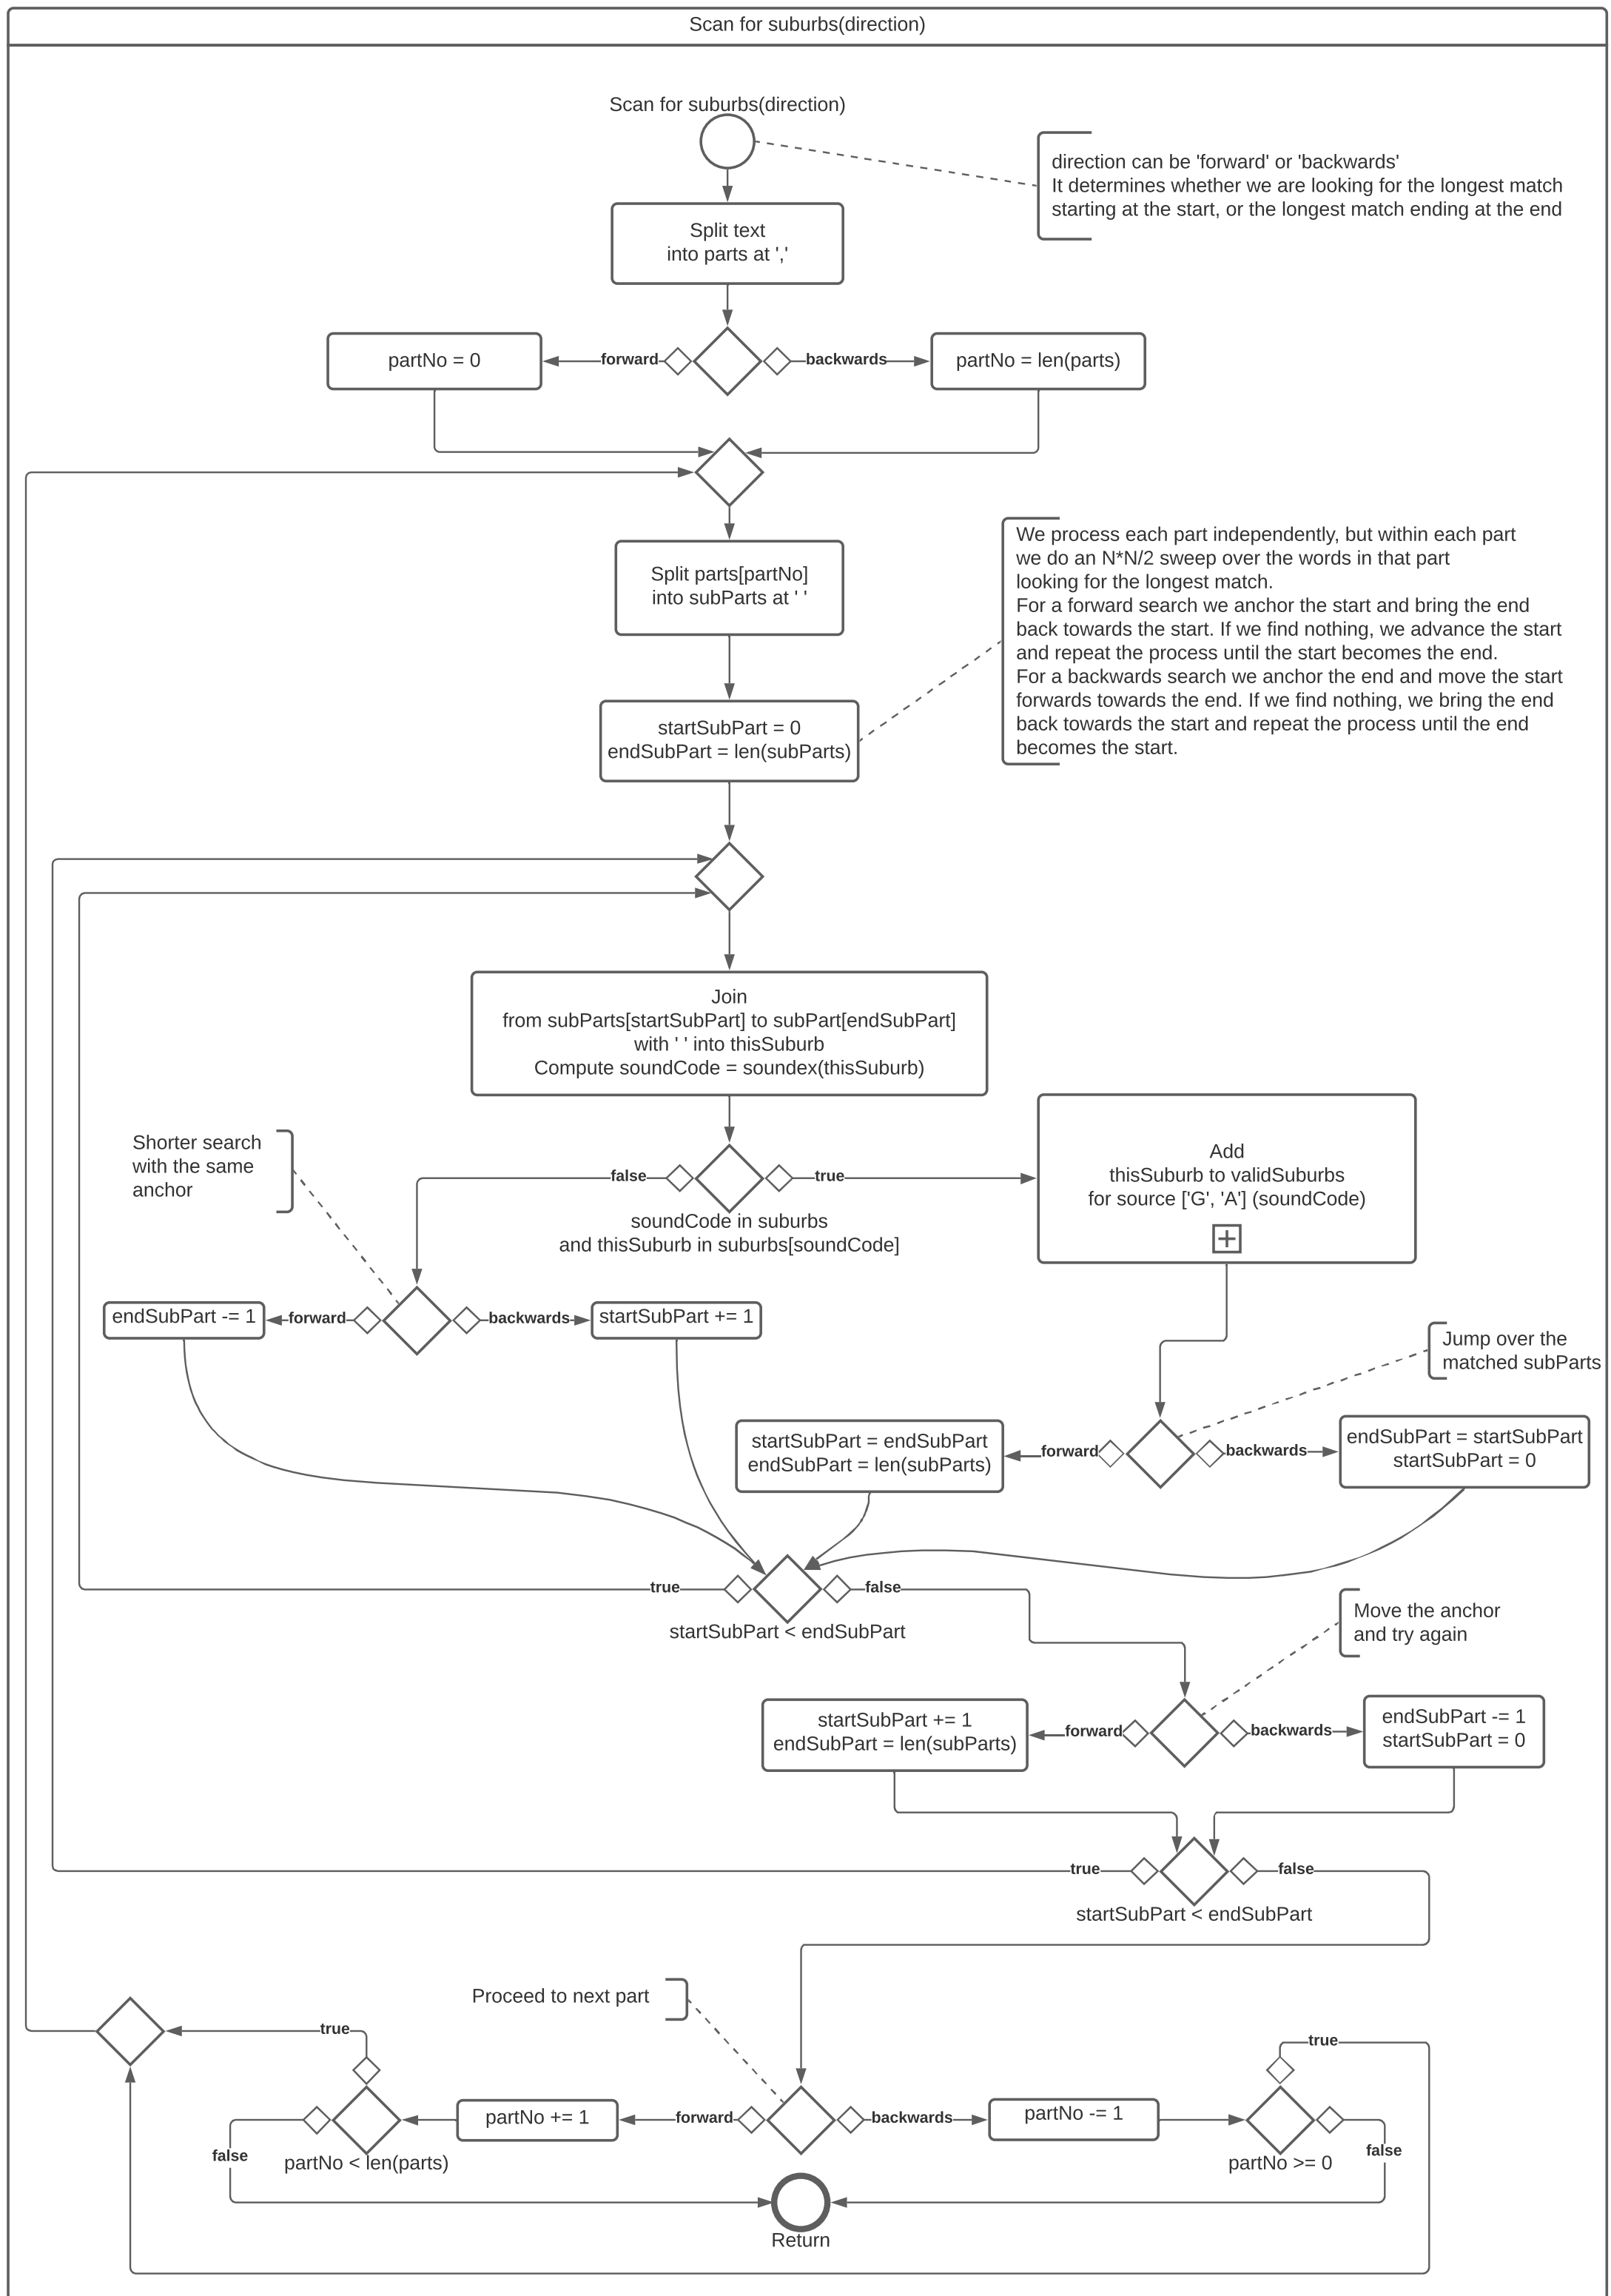 Scan for suburbs(direction)
Scan for suburbs(direction)
direction can be 'forward' or 'backwards'
It determines whether we are looking for the longest match
starting at the start, or the longest match ending at the end
Split text
into parts at ','
partNo = 0
forward
backwards
partNo = len(parts)
Split parts[partNo]
into subParts at ' '
We process each part independently, but within each part
we do an N*N/2 sweep over the words in that part
looking for the longest match.
For a forward search we anchor the start and bring the end
back towards the start. If we find nothing, we advance the start
and repeat the process until the start becomes the end.
For a backwards search we anchor the end and move the start
forwards towards the end. If we find nothing, we bring the end
back towards the start and repeat the process until the end
becomes the start.
startSubPart = 0
endSubPart = len(subParts)
Join
from subParts[startSubPart] to subPart[endSubPart]
with ' ' into thisSuburb
Compute soundCode = soundex(thisSuburb)
Shorter search
with the same
anchor
false
true
soundCode in suburbs
and thisSuburb in suburbs[soundCode]
Add
thisSuburb to validSuburbs
for source ['G', 'A'] (soundCode)
endSubPart -= 1
forward
backwards
startSubPart += 1
Jump over the
matched subParts
startSubPart = endSubPart
endSubPart = len(subParts)
forward
backwards
endSubPart = startSubPart
startSubPart = 0
true
false
startSubPart < endSubPart
Move the anchor
and try again
startSubPart += 1
endSubPart = len(subParts)
forward
backwards
endSubPart -= 1
startSubPart = 0
true
false
startSubPart < endSubPart
Proceed to next part
true
true
partNo += 1
forward
backwards
partNo -= 1
false
partNo < len(parts)
partNo >= 0
false
Return